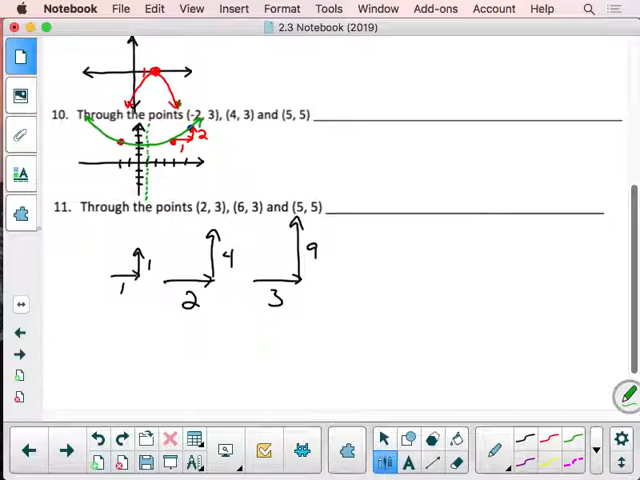 Notebook File Edit View Insert Format Tools Window Add-ons Account Help
2.3 Notebook (2019)
1
10. Through the points (-2, 3), (4, 3) and (5, 5)
2
1
11. Through the points (2, 3), (6, 3) and (5, 5)
1 4 9
1 2 3
A